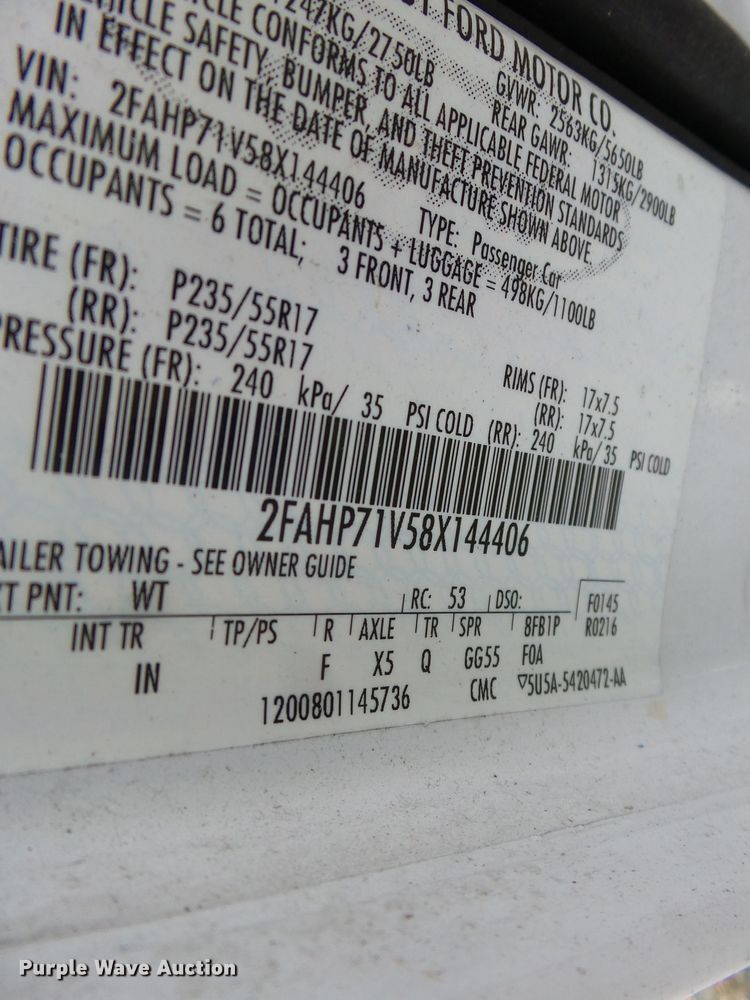 FORD MOTOR CO.
247KG/2750LB GVWR: 2563KG/5650LB
REAR GAWR: 1315KG/2900LB
CONFORMS TO ALL APPLICABLE FEDERAL MOTOR
VEHICLE SAFETY, BUMPER, AND THEFT PREVENTION STANDARDS
IN EFFECT ON THE DATE OF MANUFACTURE SHOWN ABOVE.
VIN: 2FAHP71V58X144406 TYPE: Passenger Car
MAXIMUM LOAD = OCCUPANTS + LUGGAGE = 498KG/1100LB
OCCUPANTS = 6 TOTAL; 3 FRONT, 3 REAR
TIRE (FR): P235/55R17 RIMS (FR): 17x7.5
(RR): P235/55R17 (RR): 17x7.5
PRESSURE (FR): 240 kPa/ 35 PSI COLD (RR): 240 kPa/ 35 PSI COLD
2FAHP71V58X144406
TRAILER TOWING - SEE OWNER GUIDE
EXT PNT: WT RC: 53 DSO: F0145
INT TR TP/PS R AXLE TR SPR 8FB1P R0216
IN F X5 Q GG55 FOA
1200801145736 CMC ▽5U5A-5420472-AA
Purple Wave Auction